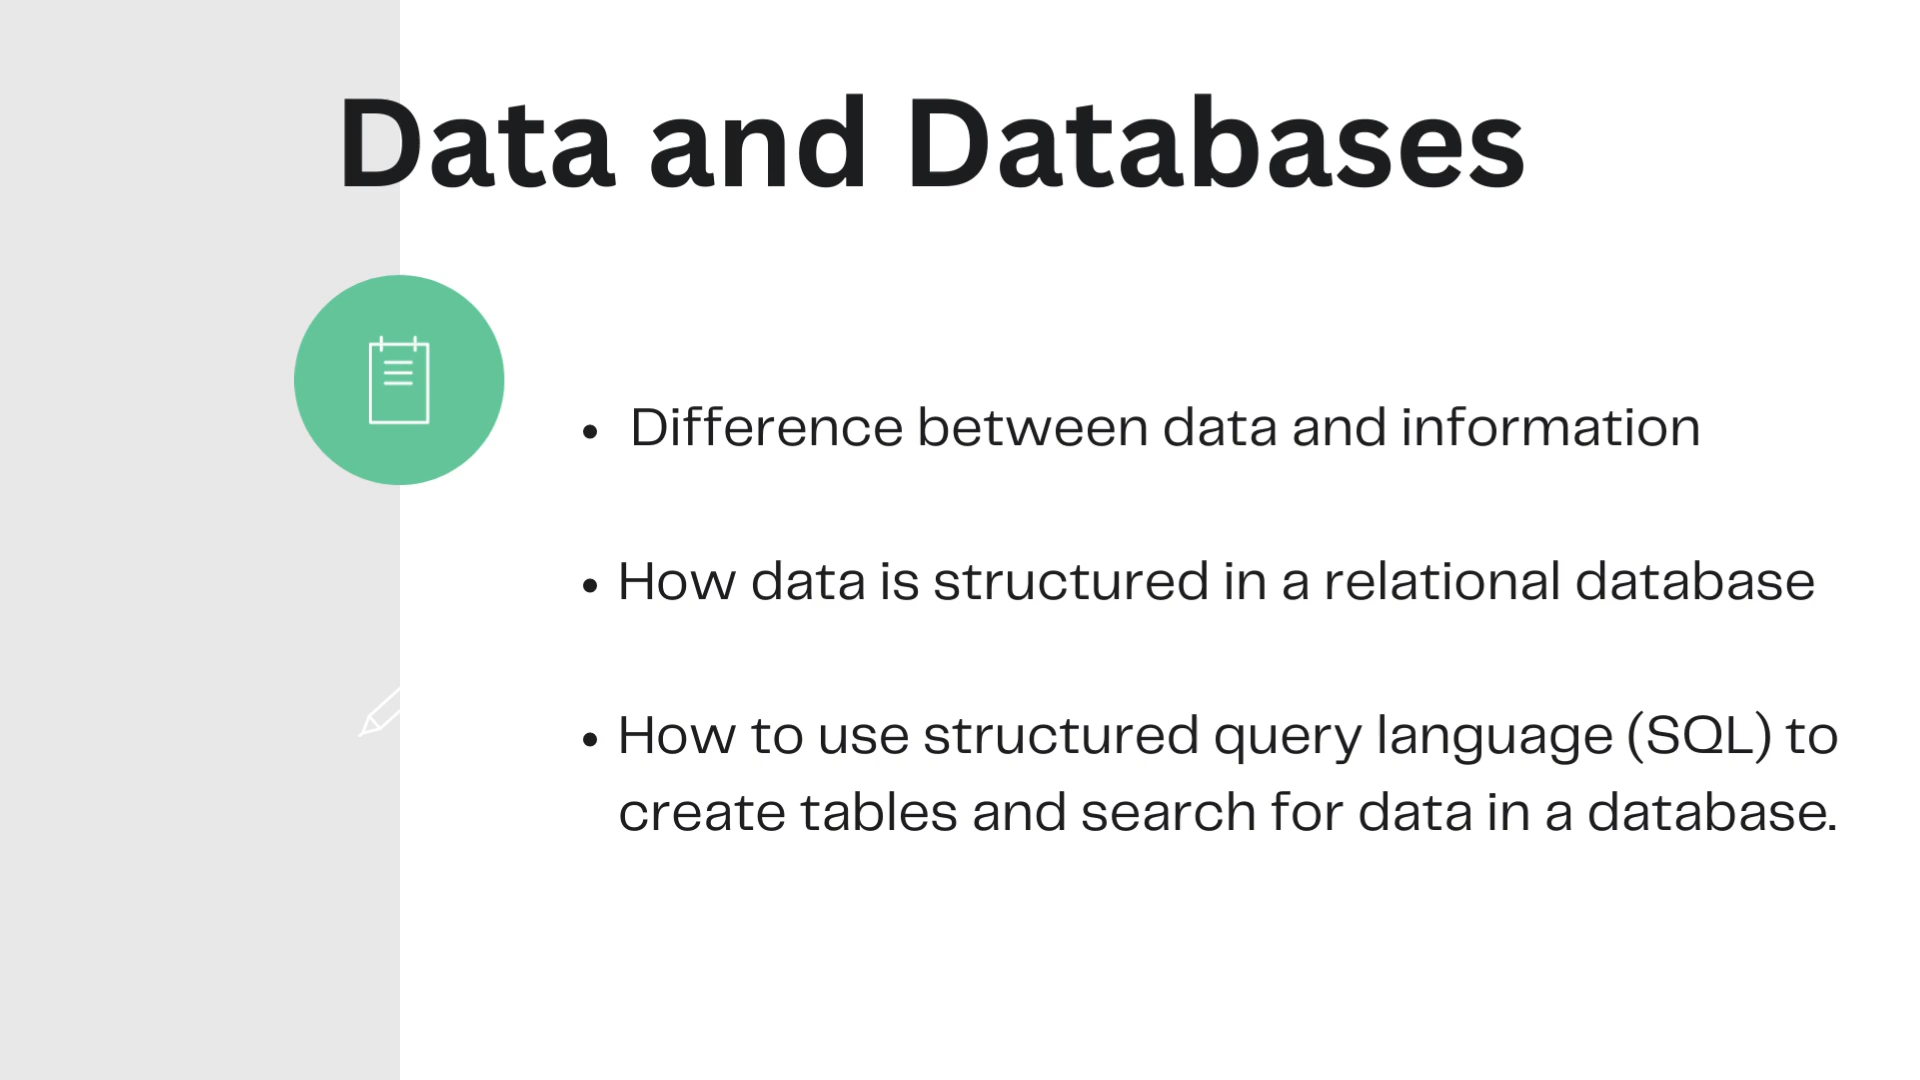 Data and Databases
• Difference between data and information
• How data is structured in a relational database
• How to use structured query language (SQL) to
create tables and search for data in a database.